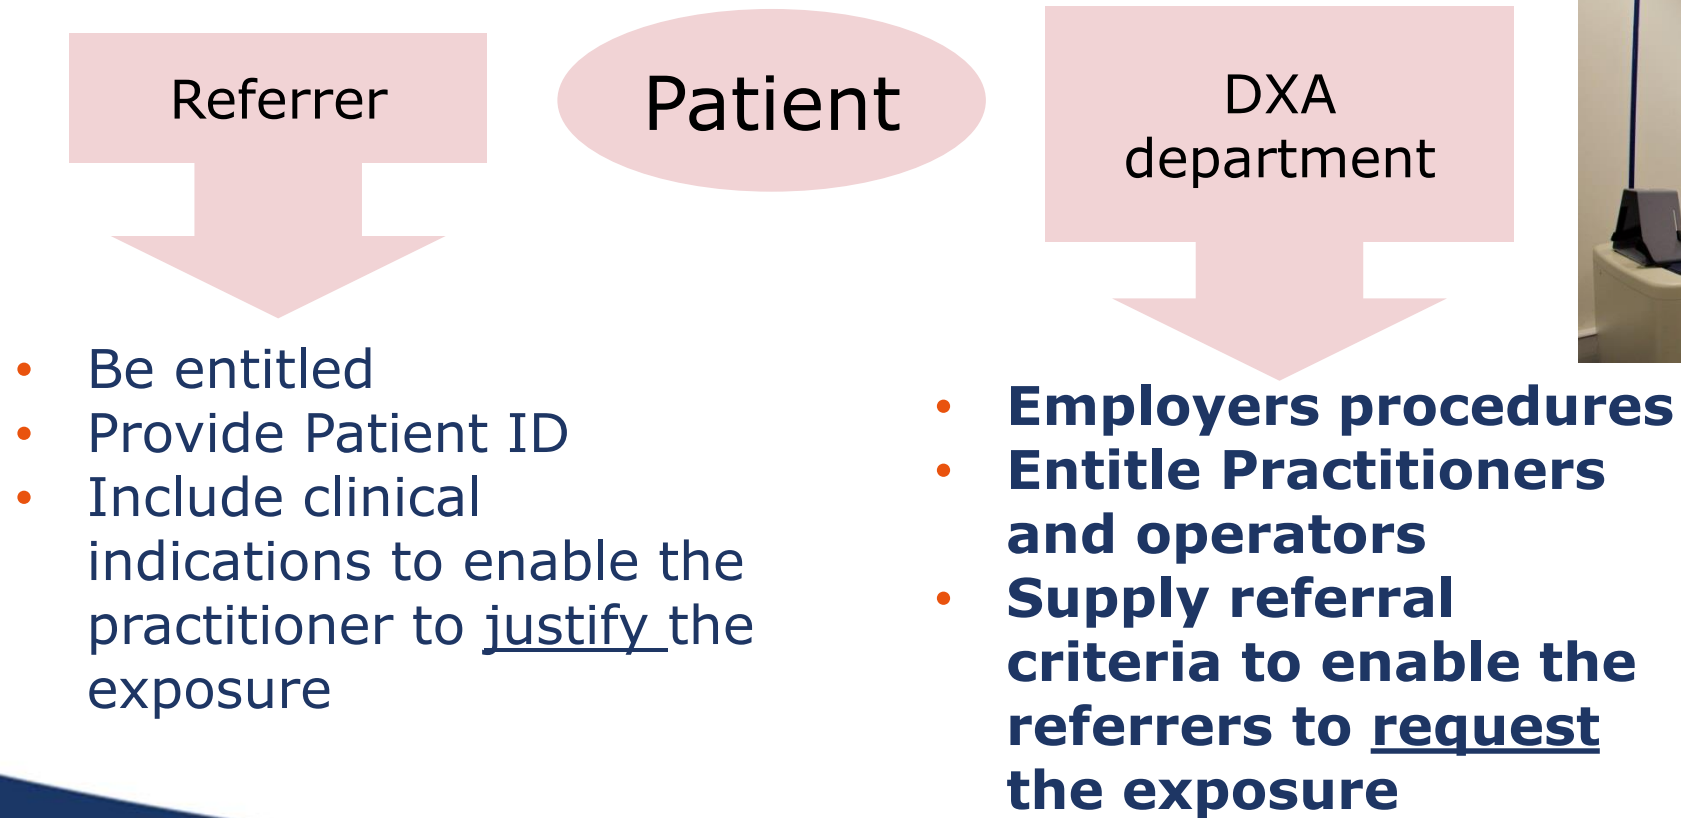 Referrer
Patient
DXA
department
• Be entitled
• Provide Patient ID
• Include clinical
indications to enable the
practitioner to justify the
exposure
• Employers procedures
• Entitle Practitioners
and operators
• Supply referral
criteria to enable the
referrers to request
the exposure